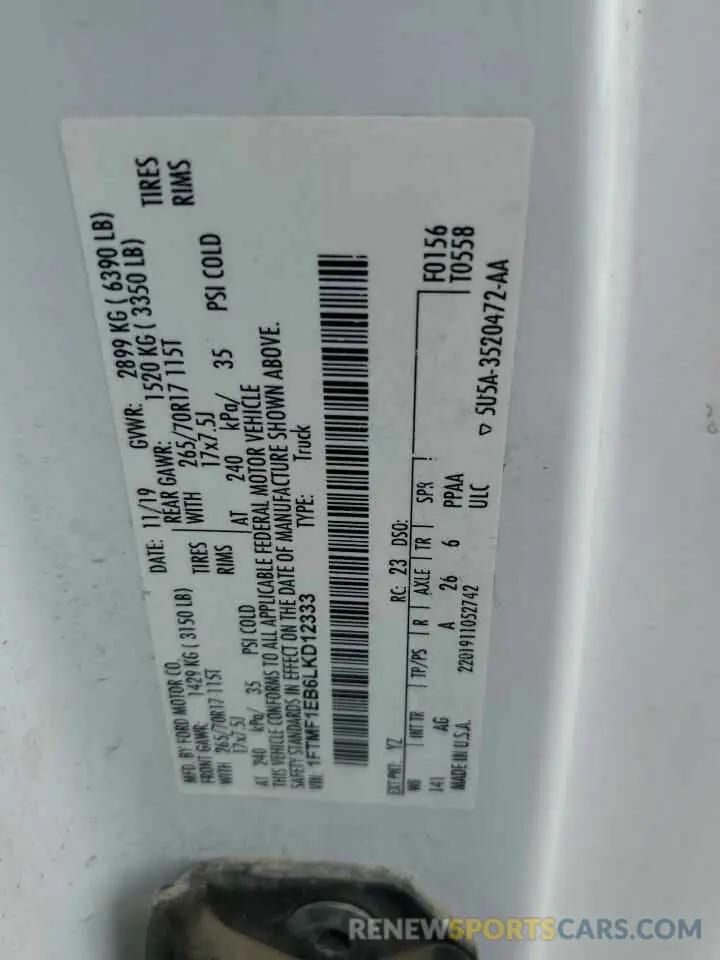 MFD. BY FORD MOTOR CO.
DATE: 11/19 GVWR: 2899 KG ( 6390 LB)
FRONT GAWR: 1429 KG ( 3150 LB)
REAR GAWR: 1520 KG ( 3350 LB)
WITH 265/70R17 115T TIRES
WITH 265/70R17 115T TIRES
17x7.5J RIMS
17x7.5J RIMS
AT 240 kPa/ 35 PSI COLD
AT 240 kPa/ 35 PSI COLD
THIS VEHICLE CONFORMS TO ALL APPLICABLE FEDERAL MOTOR VEHICLE
SAFETY STANDARDS IN EFFECT ON THE DATE OF MANUFACTURE SHOWN ABOVE.
VIN: 1FTMF1EB6LKD12333
TYPE: Truck
EXT PNT: YZ RC: 23 DSO: F0156
WB INT TR TP/PS R AXLE TR SPR T0558
141 AG A 26 6 PPAA
MADE IN U.S.A. 2201911052742 ULC
5U5A-3520472-AA
RENEWSPORTSCARS.COM